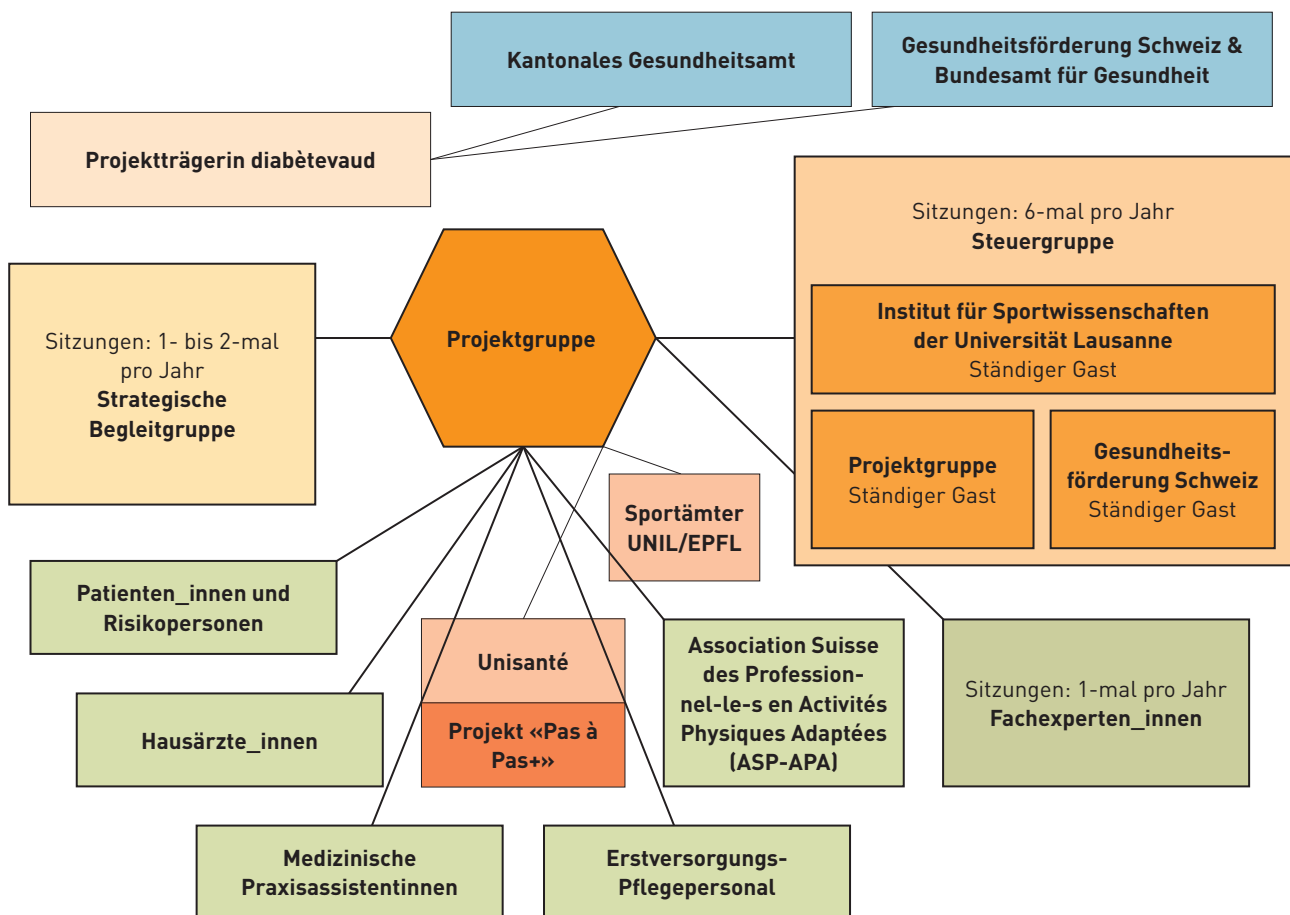 Kantonales Gesundheitsamt
Gesundheitsförderung Schweiz &
Bundesamt für Gesundheit
Projektträgerin diabètevaud
Sitzungen: 6-mal pro Jahr
Steuergruppe
Institut für Sportwissenschaften
der Universität Lausanne
Ständiger Gast
Projektgruppe
Ständiger Gast
Gesundheits-
förderung Schweiz
Ständiger Gast
Projektgruppe
Sitzungen: 1- bis 2-mal
pro Jahr
Strategische
Begleitgruppe
Sportämter
UNIL/EPFL
Patienten_innen und
Risikopersonen
Unisanté
Projekt «Pas à
Pas+»
Association Suisse
des Profession-
nel-le-s en Activités
Physiques Adaptées
(ASP-APA)
Sitzungen: 1-mal pro Jahr
Fachexperten_innen
Hausärzte_innen
Medizinische
Praxisassistentinnen
Erstversorgungs-
Pflegepersonal